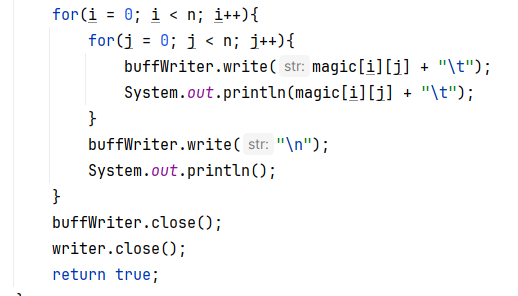 for(i = 0; i < n; i++){
for(j = 0; j < n; j++){
buffWriter.write( str: magic[i][j] + "\t");
System.out.println(magic[i][j] + "\t");
}
buffWriter.write( str: "\n");
System.out.println();
}
buffWriter.close();
writer.close();
return true;